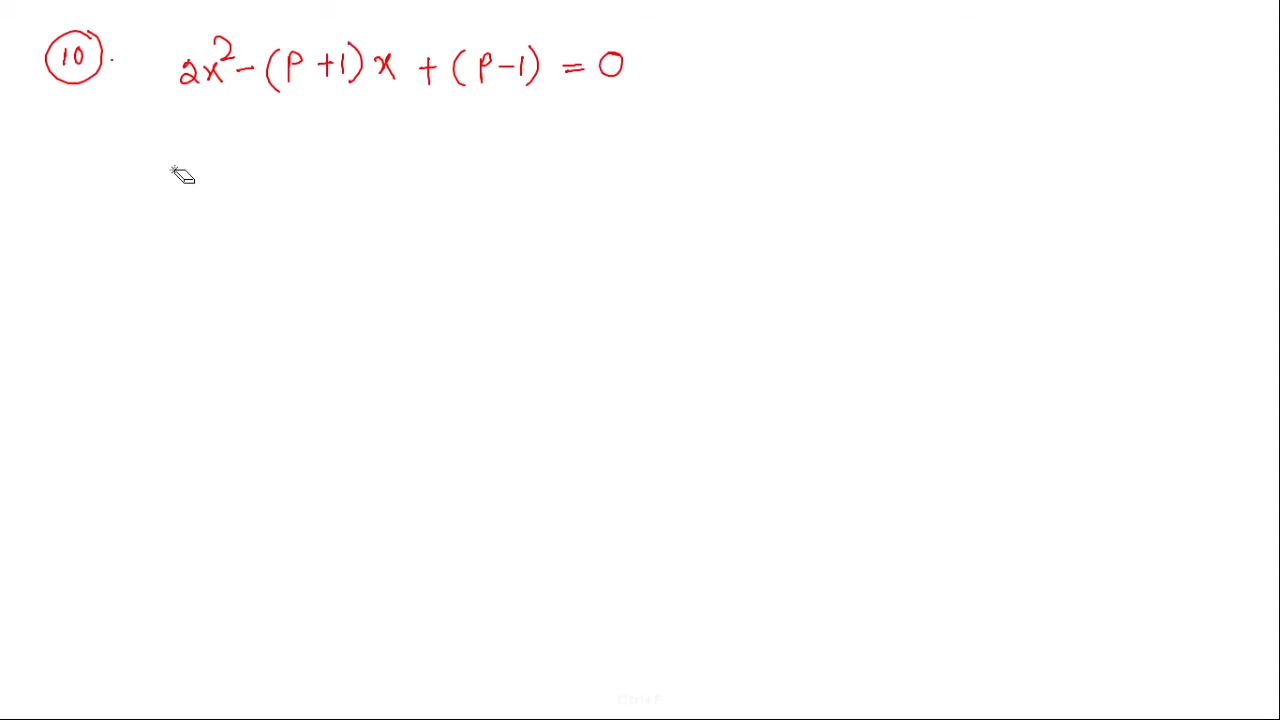 10. 2x² - (P + 1) x + (P - 1) = 0